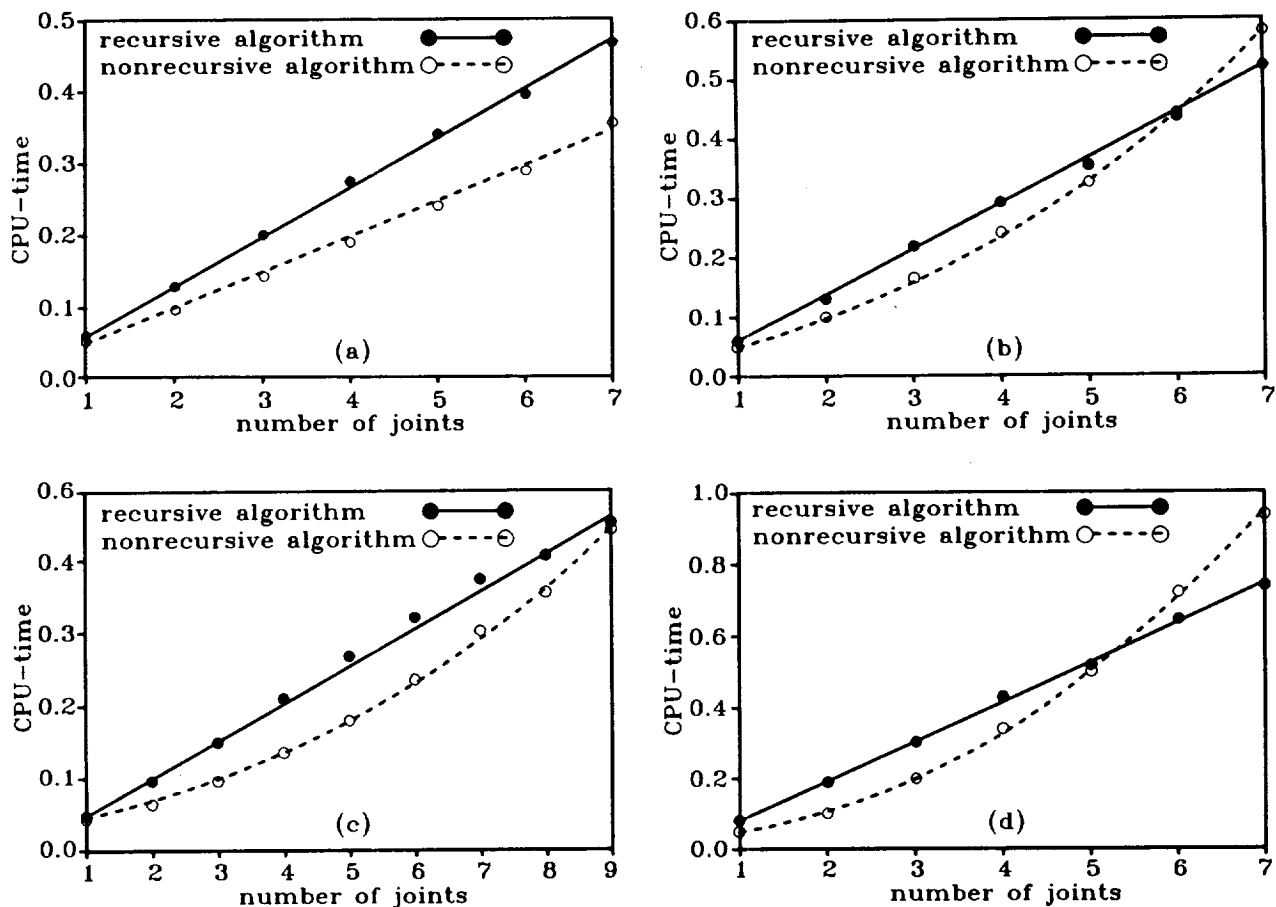 0.5
recursive algorithm
nonrecursive algorithm
0.4
0.3
0.2
0.1
0.0
CPU-time
(a)
1 2 3 4 5 6 7
number of joints
0.6
recursive algorithm
nonrecursive algorithm
0.5
0.4
0.3
0.2
0.1
0.0
CPU-time
(b)
1 2 3 4 5 6 7
number of joints
0.6
recursive algorithm
nonrecursive algorithm
0.4
0.3
0.2
0.1
0.0
CPU-time
(c)
1 2 3 4 5 6 7 8 9
number of joints
1.0
recursive algorithm
nonrecursive algorithm
0.8
0.6
0.4
0.2
0.0
CPU-time
(d)
1 2 3 4 5 6 7
number of joints